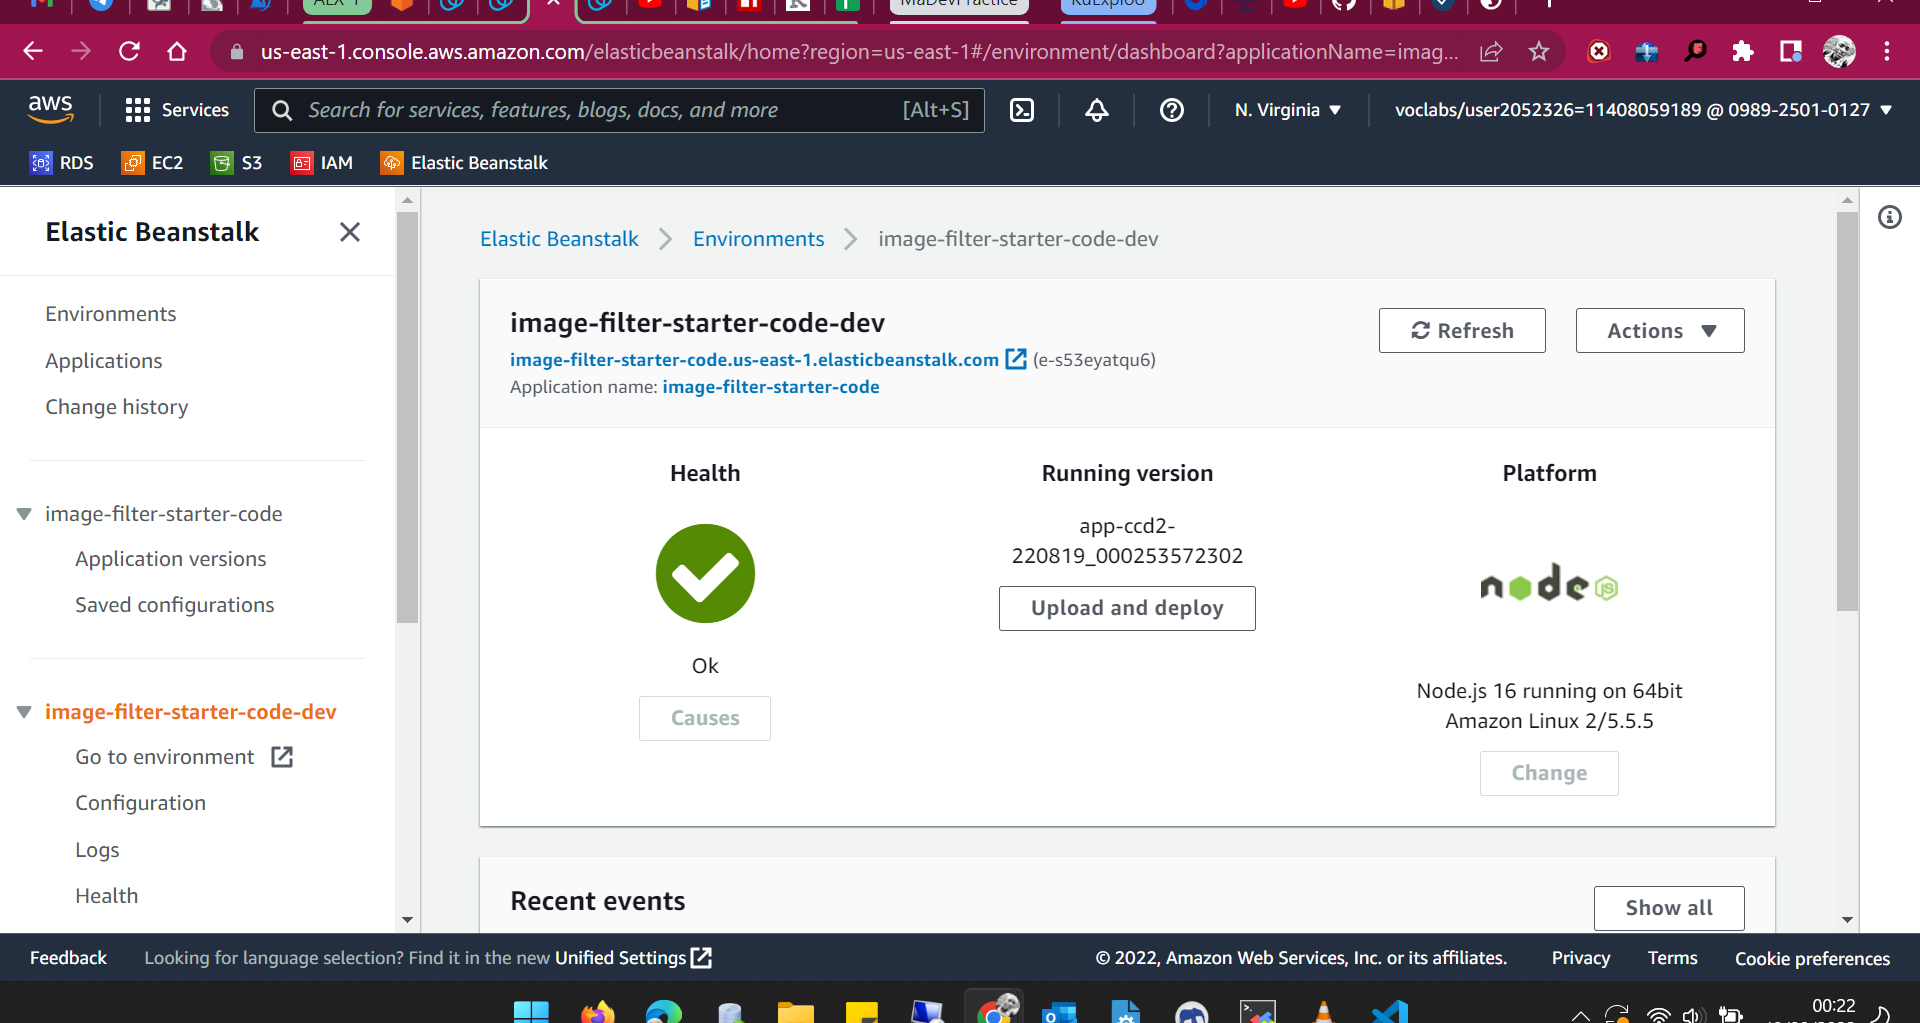 us-east-1.console.aws.amazon.com/elasticbeanstalk/home?region=us-east-1#/environment/dashboard?applicationName=imag...
aws
Services
Search for services, features, blogs, docs, and more [Alt+S]
N. Virginia
voclabs/user2052326=11408059189 @ 0989-2501-0127
RDS
EC2
S3
IAM
Elastic Beanstalk
Elastic Beanstalk
Environments
Applications
Change history
image-filter-starter-code
Application versions
Saved configurations
image-filter-starter-code-dev
Go to environment
Configuration
Logs
Health
Elastic Beanstalk
Environments
image-filter-starter-code-dev
image-filter-starter-code-dev
image-filter-starter-code.us-east-1.elasticbeanstalk.com (e-s53eyatqu6)
Application name: image-filter-starter-code
Refresh
Actions
Health
Ok
Causes
Running version
app-ccd2-
220819_000253572302
Upload and deploy
Platform
node
JS
Node.js 16 running on 64bit
Amazon Linux 2/5.5.5
Change
Recent events
Show all
Feedback
Looking for language selection? Find it in the new Unified Settings
© 2022, Amazon Web Services, Inc. or its affiliates.
Privacy
Terms
Cookie preferences
00:22